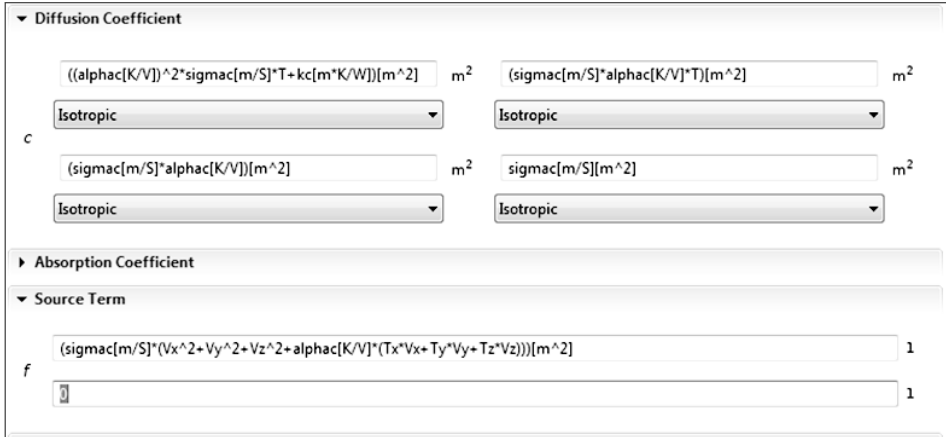 Diffusion Coefficient
((alphac[K/V])^2*sigmac[m/S]*T+kc[m*K/W])[m^2] m² (sigmac[m/S]*alphac[K/V]*T)[m^2] m²
Isotropic Isotropic
c
(sigmac[m/S]*alphac[K/V])[m^2] m² sigmac[m/S][m^2] m²
Isotropic Isotropic
Absorption Coefficient
Source Term
(sigmac[m/S]*(Vx^2+Vy^2+Vz^2+alphac[K/V]*(Tx*Vx+Ty*Vy+Tz*Vz)))[m^2] 1
f
0 1